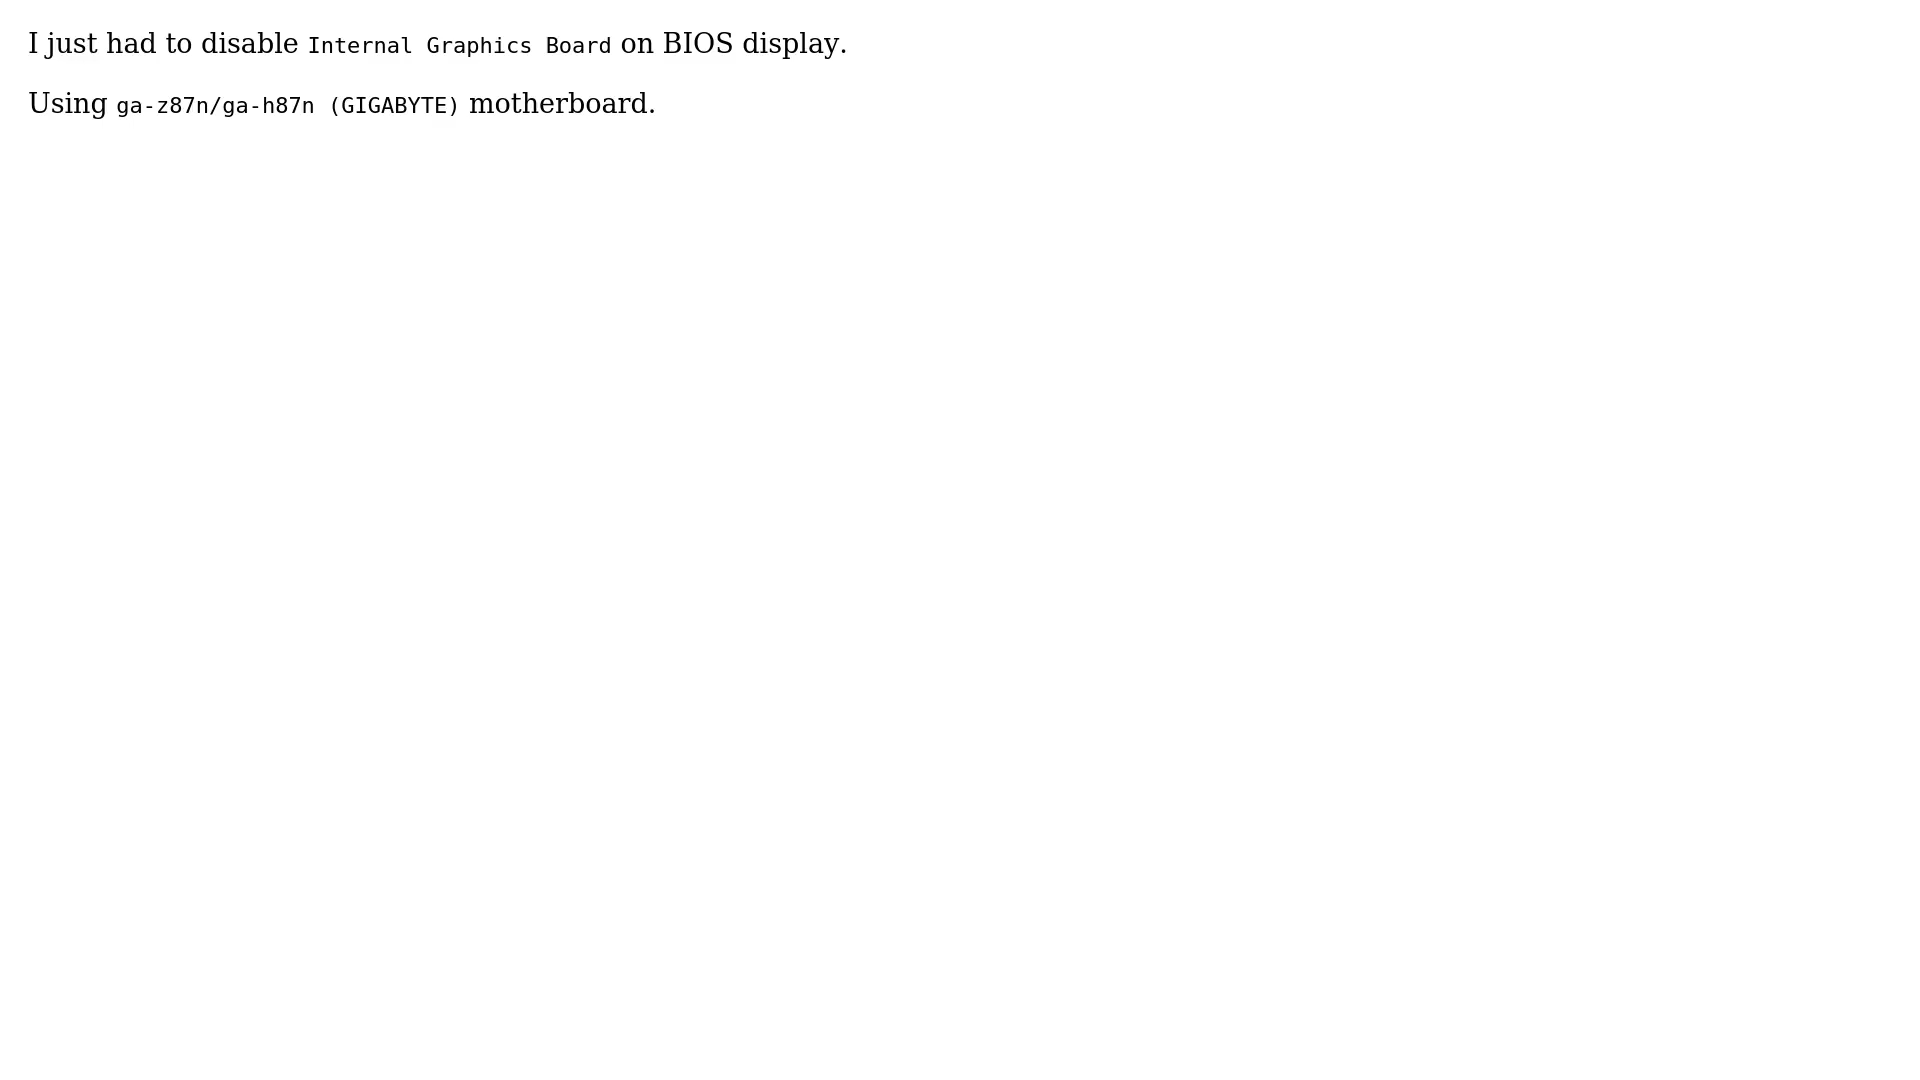 I just had to disable Internal Graphics Board on BIOS display.
Using ga-z87n/ga-h87n (GIGABYTE) motherboard.